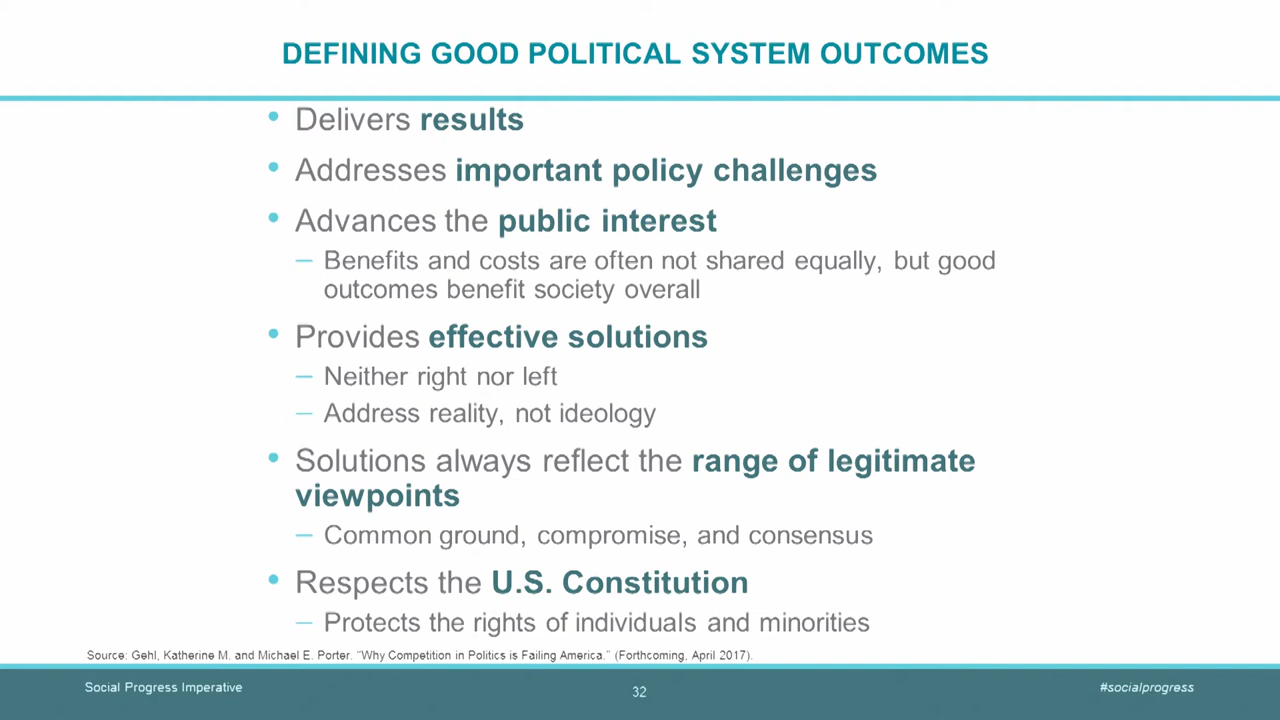 DEFINING GOOD POLITICAL SYSTEM OUTCOMES
• Delivers results
• Addresses important policy challenges
• Advances the public interest
– Benefits and costs are often not shared equally, but good
outcomes benefit society overall
• Provides effective solutions
– Neither right nor left
– Address reality, not ideology
• Solutions always reflect the range of legitimate
viewpoints
– Common ground, compromise, and consensus
• Respects the U.S. Constitution
– Protects the rights of individuals and minorities
Source: Gehl, Katherine M. and Michael E. Porter. “Why Competition in Politics is Failing America.” (Forthcoming, April 2017).
Social Progress Imperative
32
#socialprogress